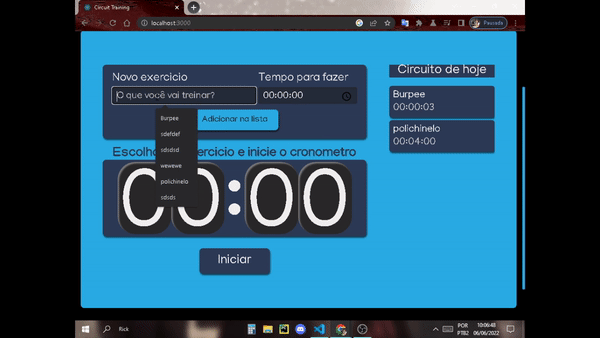 Circuit Training
localhost:3000
Pausada
Novo exercicio
Tempo para fazer
O que você vai treinar?
00:00:00
Adicionar na lista
Burpee
sdefdef
sdsdsd
wewewe
polichinelo
sdsds
Escolh ercicio e inicie o cronometro
00:00
Iniciar
Circuito de hoje
Burpee
00:00:03
polichinelo
00:04:00
Rick
POR
PTB2
10:06:48
06/06/2022